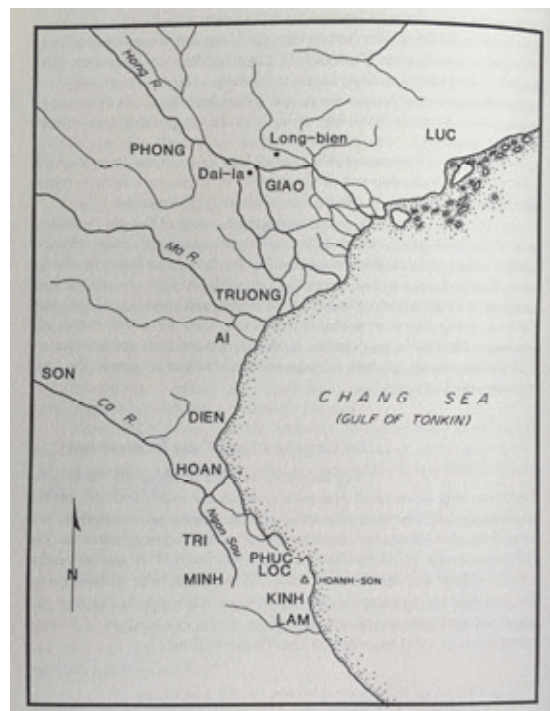 Hong R.
Long-bien
LUC
PHONG
Dai-la
GIAO
Ma R.
TRUONG
AI
SON
CHANG SEA
(GULF OF TONKIN)
Ca R.
DIEN
HOAN
Ngan Sau
TRI
PHUC
LOC
MINH
HOANH-SON
N
KINH
LAM